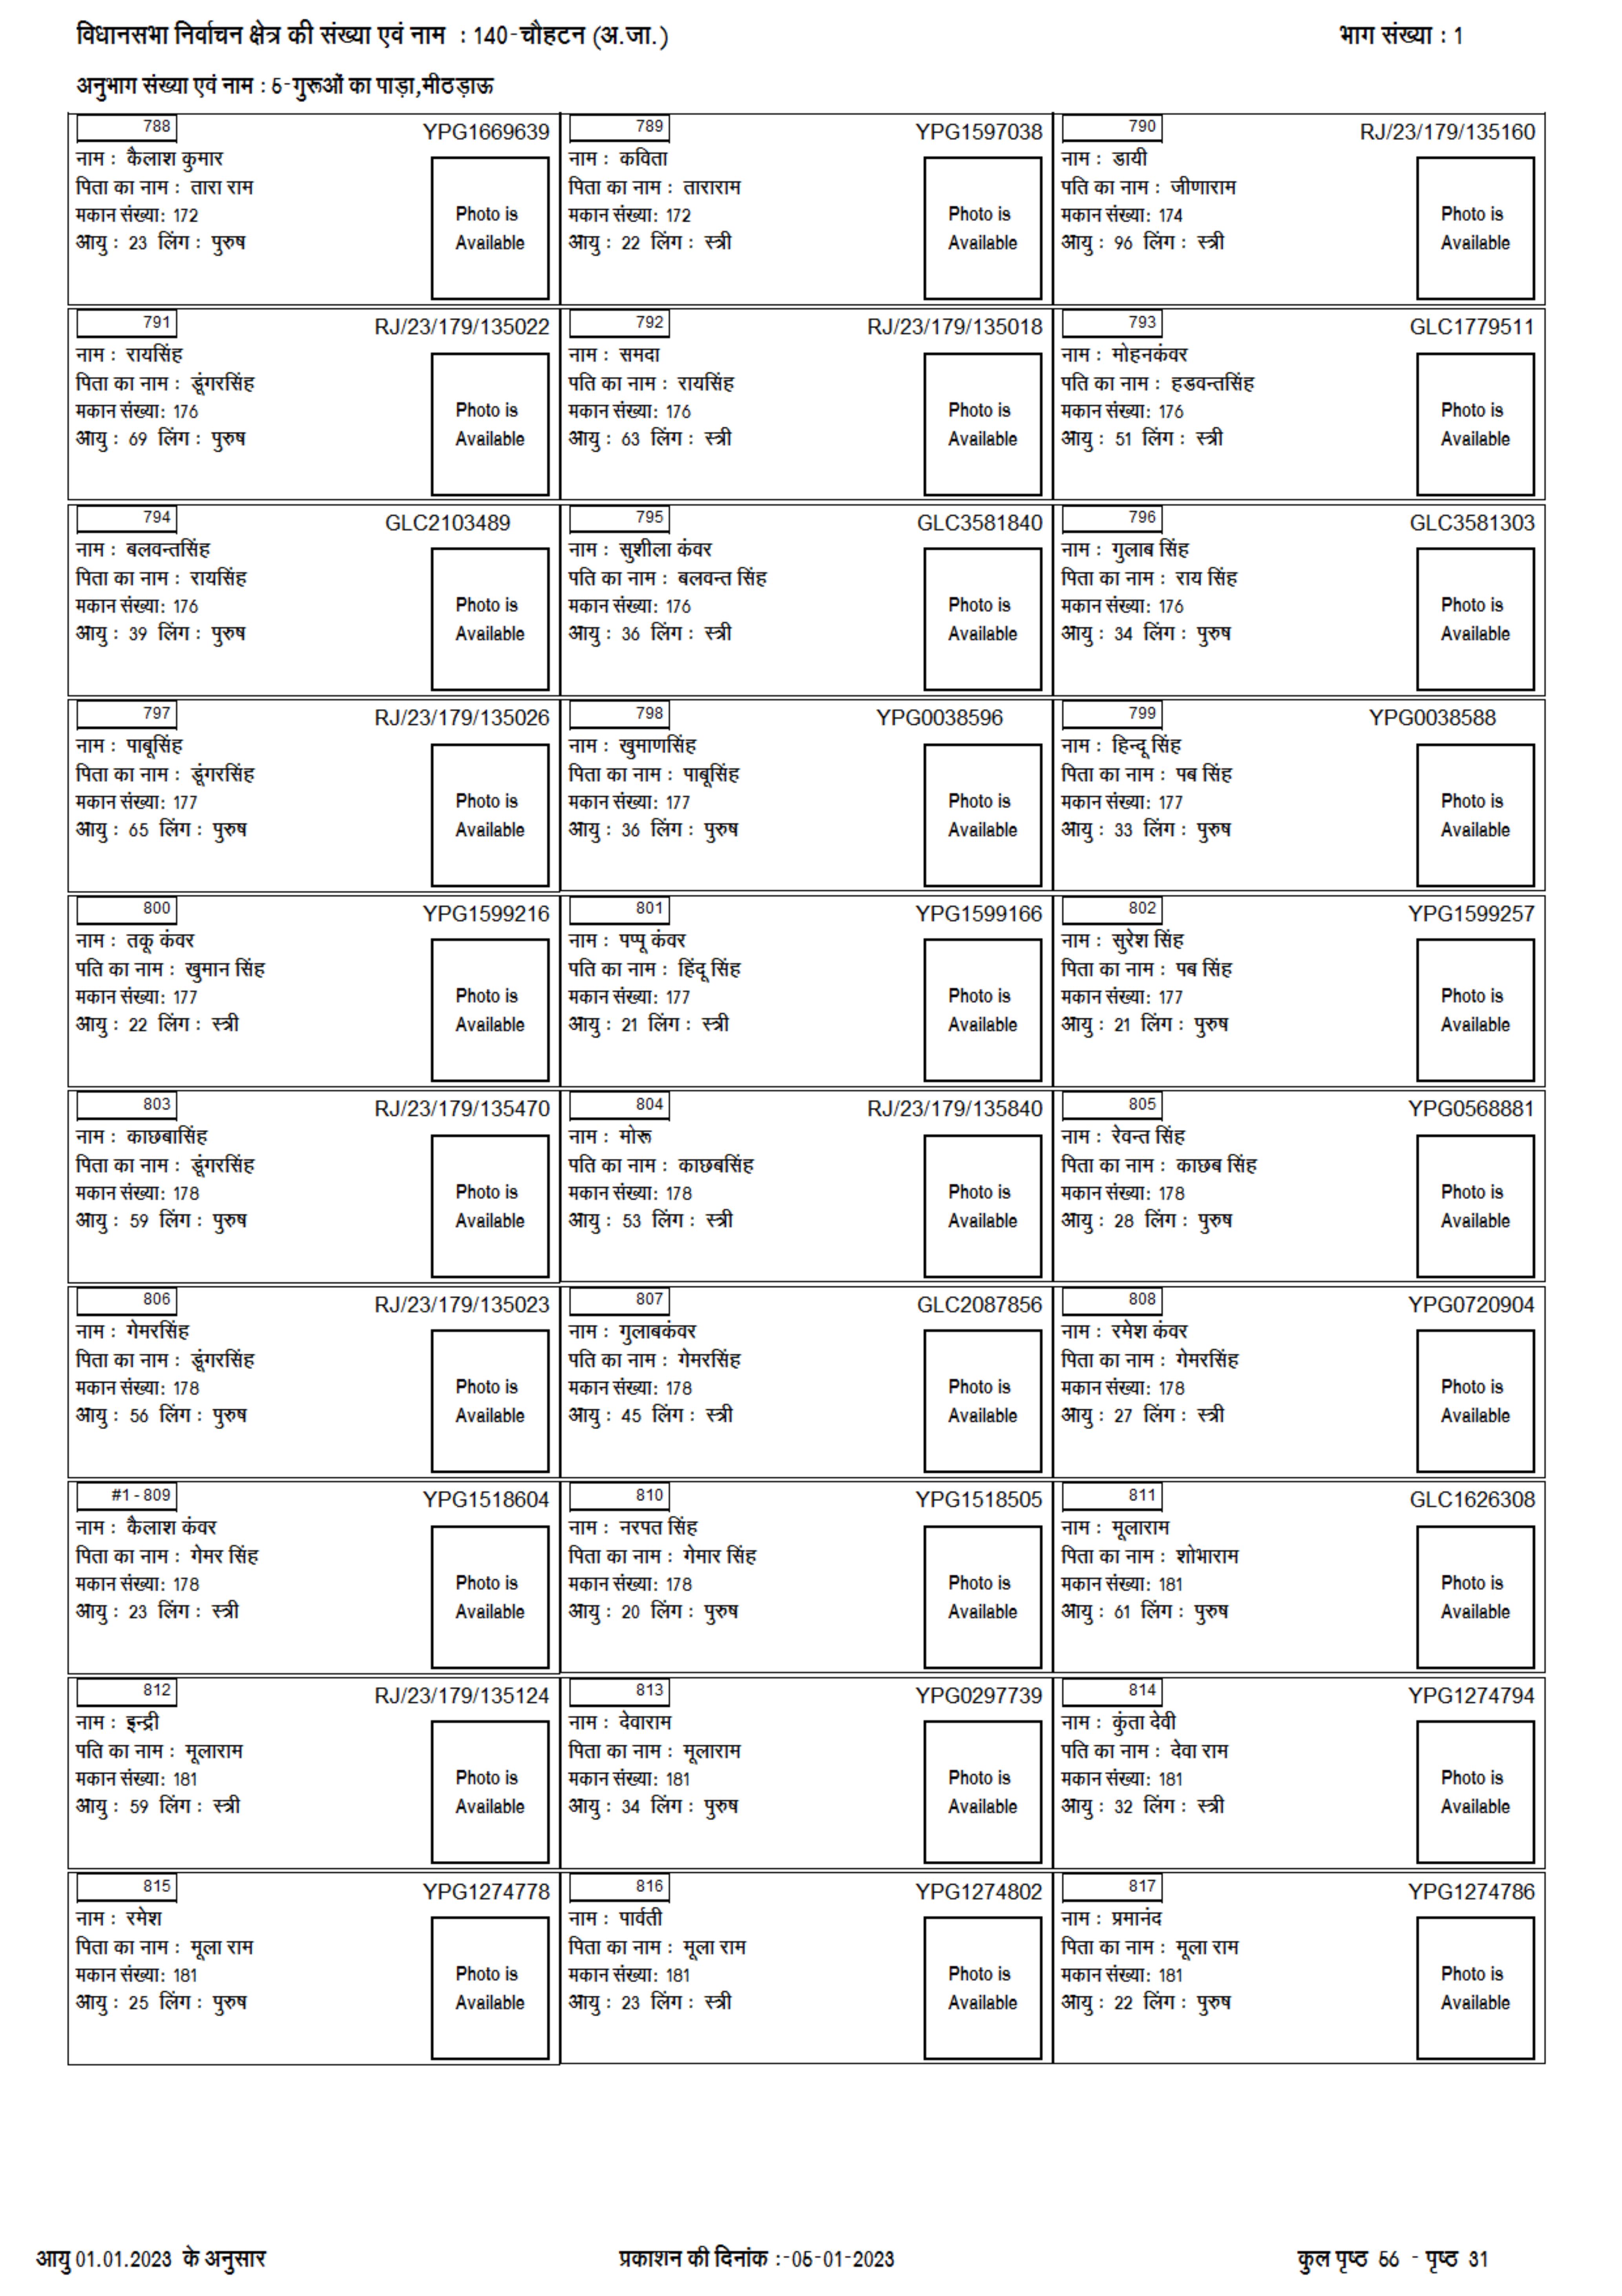 विधानसभा निर्वाचन क्षेत्र की संख्या एवं नाम : 140-चौहटन (अ.जा.)
भाग संख्या : 1
अनुभाग संख्या एवं नाम : 5-गुरूओं का पाड़ा,मीठड़ाऊ
788
YPG1669639
नाम : कैलाश कुमार
पिता का नाम : तारा राम
मकान संख्या: 172
आयु : 23 लिंग : पुरुष
Photo is
Available
789
YPG1597038
नाम : कविता
पिता का नाम : ताराराम
मकान संख्या: 172
आयु : 22 लिंग : स्त्री
Photo is
Available
790
RJ/23/179/135160
नाम : डायी
पति का नाम : जीणाराम
मकान संख्या: 174
आयु : 96 लिंग : स्त्री
Photo is
Available
791
RJ/23/179/135022
नाम : रायसिंह
पिता का नाम : डूंगरसिंह
मकान संख्या: 176
आयु : 69 लिंग : पुरुष
Photo is
Available
792
RJ/23/179/135018
नाम : समदा
पति का नाम : रायसिंह
मकान संख्या: 176
आयु : 63 लिंग : स्त्री
Photo is
Available
793
GLC1779511
नाम : मोहनकंवर
पति का नाम : हडवन्तसिंह
मकान संख्या: 176
आयु : 51 लिंग : स्त्री
Photo is
Available
794
GLC2103489
नाम : बलवन्तसिंह
पिता का नाम : रायसिंह
मकान संख्या: 176
आयु : 39 लिंग : पुरुष
Photo is
Available
795
GLC3581840
नाम : सुशीला कंवर
पति का नाम : बलवन्त सिंह
मकान संख्या: 176
आयु : 36 लिंग : स्त्री
Photo is
Available
796
GLC3581303
नाम : गुलाब सिंह
पिता का नाम : राय सिंह
मकान संख्या: 176
आयु : 34 लिंग : पुरुष
Photo is
Available
797
RJ/23/179/135026
नाम : पाबूसिंह
पिता का नाम : डूंगरसिंह
मकान संख्या: 177
आयु : 65 लिंग : पुरुष
Photo is
Available
798
YPG0038596
नाम : खुमाणसिंह
पिता का नाम : पाबूसिंह
मकान संख्या: 177
आयु : 36 लिंग : पुरुष
Photo is
Available
799
YPG0038588
नाम : हिन्दू सिंह
पिता का नाम : पब सिंह
मकान संख्या: 177
आयु : 33 लिंग : पुरुष
Photo is
Available
800
YPG1599216
नाम : तकू कंवर
पति का नाम : खुमान सिंह
मकान संख्या: 177
आयु : 22 लिंग : स्त्री
Photo is
Available
801
YPG1599166
नाम : पप्पू कंवर
पति का नाम : हिंदू सिंह
मकान संख्या: 177
आयु : 21 लिंग : स्त्री
Photo is
Available
802
YPG1599257
नाम : सुरेश सिंह
पिता का नाम : पब सिंह
मकान संख्या: 177
आयु : 21 लिंग : पुरुष
Photo is
Available
803
RJ/23/179/135470
नाम : काछबासिंह
पिता का नाम : डूंगरसिंह
मकान संख्या: 178
आयु : 59 लिंग : पुरुष
Photo is
Available
804
RJ/23/179/135840
नाम : मोरू
पति का नाम : काछबसिंह
मकान संख्या: 178
आयु : 53 लिंग : स्त्री
Photo is
Available
805
YPG0568881
नाम : रेवन्त सिंह
पिता का नाम : काछब सिंह
मकान संख्या: 178
आयु : 28 लिंग : पुरुष
Photo is
Available
806
RJ/23/179/135023
नाम : गेमरसिंह
पिता का नाम : डूंगरसिंह
मकान संख्या: 178
आयु : 56 लिंग : पुरुष
Photo is
Available
807
GLC2087856
नाम : गुलाबकंवर
पति का नाम : गेमरसिंह
मकान संख्या: 178
आयु : 45 लिंग : स्त्री
Photo is
Available
808
YPG0720904
नाम : रमेश कंवर
पिता का नाम : गेमरसिंह
मकान संख्या: 178
आयु : 27 लिंग : स्त्री
Photo is
Available
#1 - 809
YPG1518604
नाम : कैलाश कंवर
पिता का नाम : गेमर सिंह
मकान संख्या: 178
आयु : 23 लिंग : स्त्री
Photo is
Available
810
YPG1518505
नाम : नरपत सिंह
पिता का नाम : गेमार सिंह
मकान संख्या: 178
आयु : 20 लिंग : पुरुष
Photo is
Available
811
GLC1626308
नाम : मूलाराम
पिता का नाम : शोभाराम
मकान संख्या: 181
आयु : 61 लिंग : पुरुष
Photo is
Available
812
RJ/23/179/135124
नाम : इन्द्री
पति का नाम : मूलाराम
मकान संख्या: 181
आयु : 59 लिंग : स्त्री
Photo is
Available
813
YPG0297739
नाम : देवाराम
पिता का नाम : मूलाराम
मकान संख्या: 181
आयु : 34 लिंग : पुरुष
Photo is
Available
814
YPG1274794
नाम : कुंता देवी
पति का नाम : देवा राम
मकान संख्या: 181
आयु : 32 लिंग : स्त्री
Photo is
Available
815
YPG1274778
नाम : रमेश
पिता का नाम : मूला राम
मकान संख्या: 181
आयु : 25 लिंग : पुरुष
Photo is
Available
816
YPG1274802
नाम : पार्वती
पिता का नाम : मूला राम
मकान संख्या: 181
आयु : 23 लिंग : स्त्री
Photo is
Available
817
YPG1274786
नाम : प्रमानंद
पिता का नाम : मूला राम
मकान संख्या: 181
आयु : 22 लिंग : पुरुष
Photo is
Available
आयु 01.01.2023 के अनुसार
प्रकाशन की दिनांक :-05-01-2023
कुल पृष्ठ 56 - पृष्ठ 31